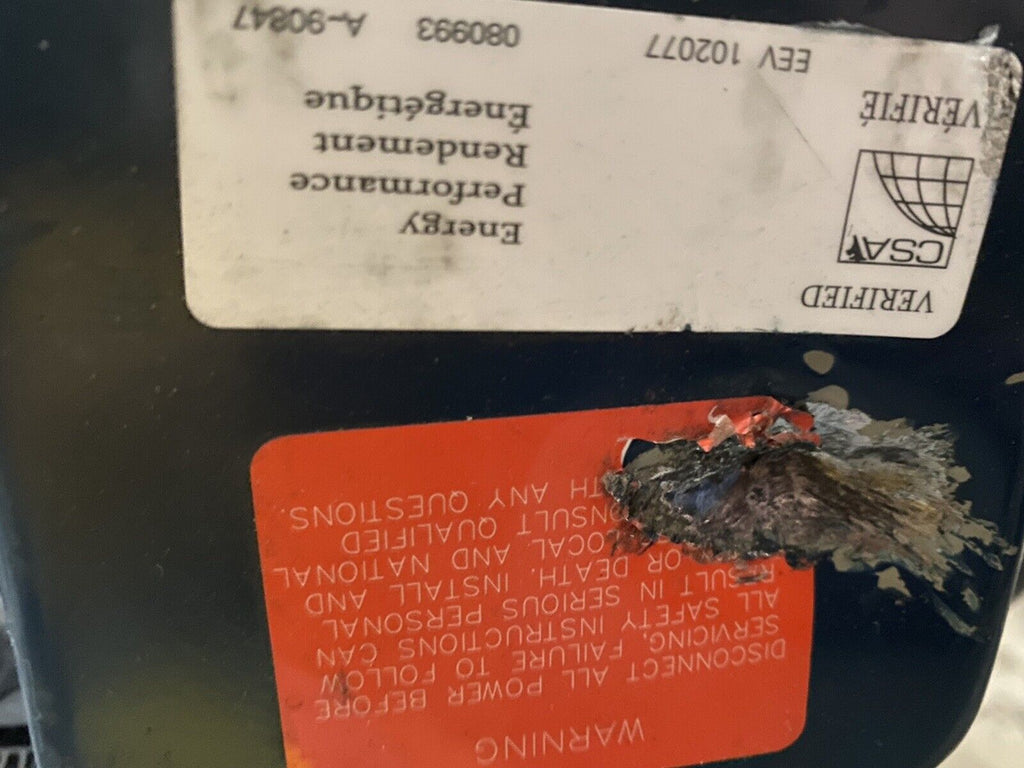 WARNING
DISCONNECT ALL POWER BEFORE
SERVICING, FAILURE TO FOLLOW
ALL SAFETY INSTRUCTIONS CAN
RESULT IN SERIOUS PERSONAL
OR DEATH. INSTALL AND
LOCAL AND NATIONAL
CONSULT QUALIFIED
ANY QUESTIONS.
VERIFIED
CSA
VÉRIFIÉ
Energy
Performance
Rendement
Énergétique
EEV 102077 080993 A-90847